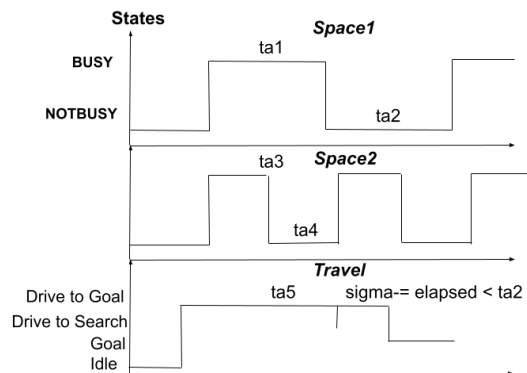 States
Space1
ta1
BUSY
NOTBUSY
ta2
Space2
ta3
ta4
Travel
Drive to Goal
ta5
sigma-= elapsed < ta2
Drive to Search
Goal
Idle